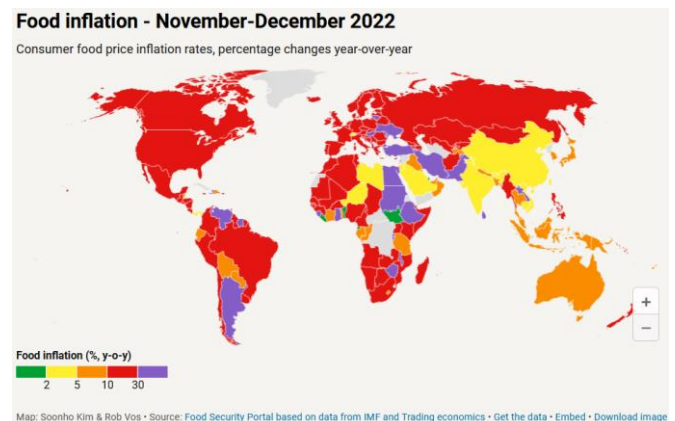 Food inflation - November-December 2022
Consumer food price inflation rates, percentage changes year-over-year
+
−
Food inflation (%, y-o-y)
2 5 10 30
Map: Soonho Kim & Rob Vos • Source: Food Security Portal based on data from IMF and Trading economics • Get the data • Embed • Download image